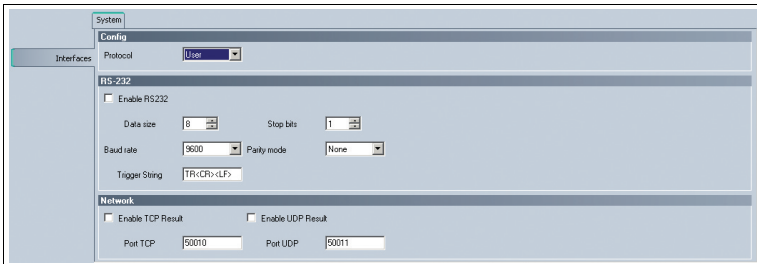 System
Interfaces
Config
Protocol User
RS-232
Enable RS232
Data size 8 Stop bits 1
Baud rate 9600 Parity mode None
Trigger String TR<CR><LF>
Network
Enable TCP Result Enable UDP Result
Port TCP 50010 Port UDP 50011